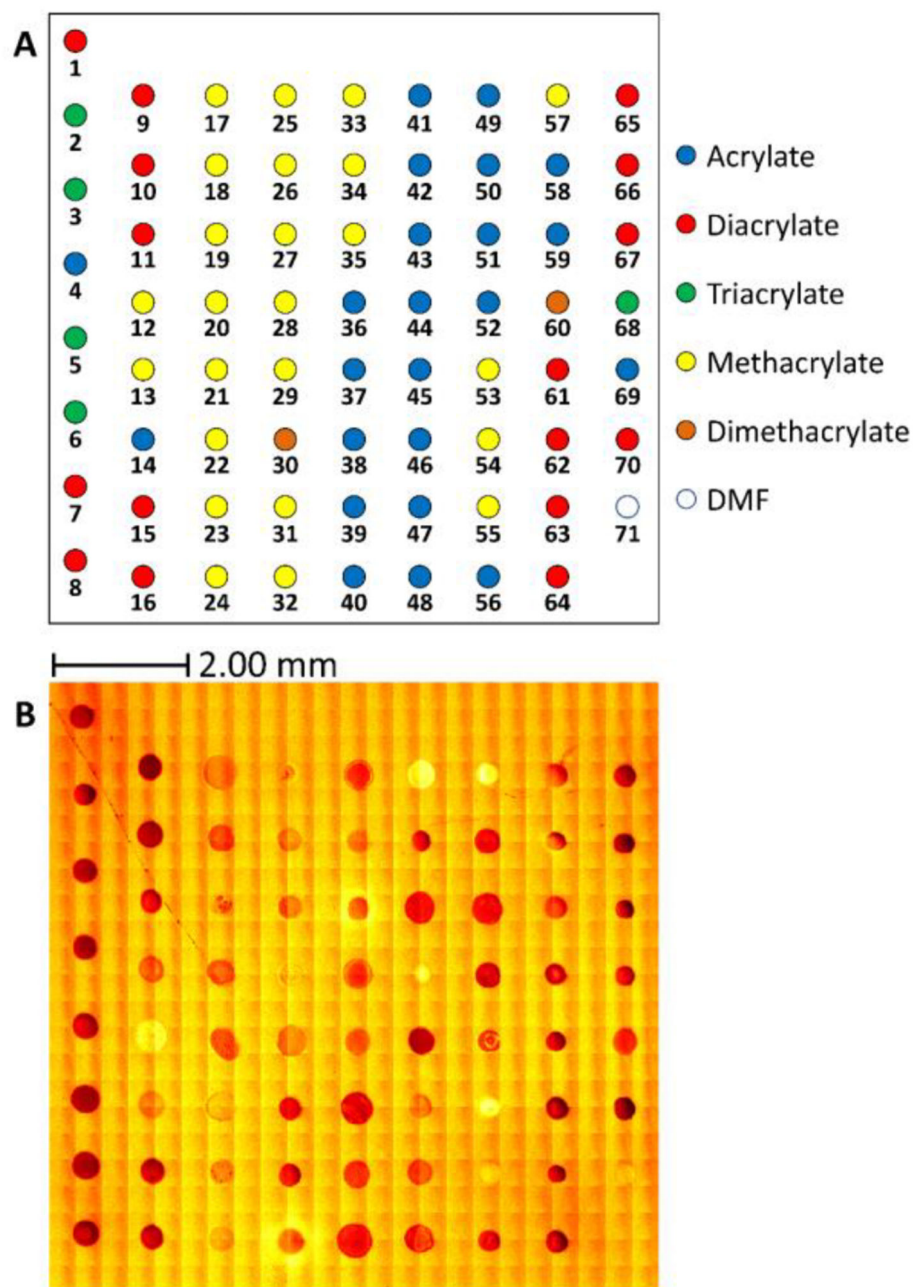 A
1
9 17 25 33 41 49 57 65
2
Acrylate
10 18 26 34 42 50 58 66
3
Diacrylate
11 19 27 35 43 51 59 67
4
Triacrylate
12 20 28 36 44 52 60 68
5
Methacrylate
13 21 29 37 45 53 61 69
6
Dimethacrylate
14 22 30 38 46 54 62 70
7
DMF
15 23 31 39 47 55 63 71
8
16 24 32 40 48 56 64
2.00 mm
B